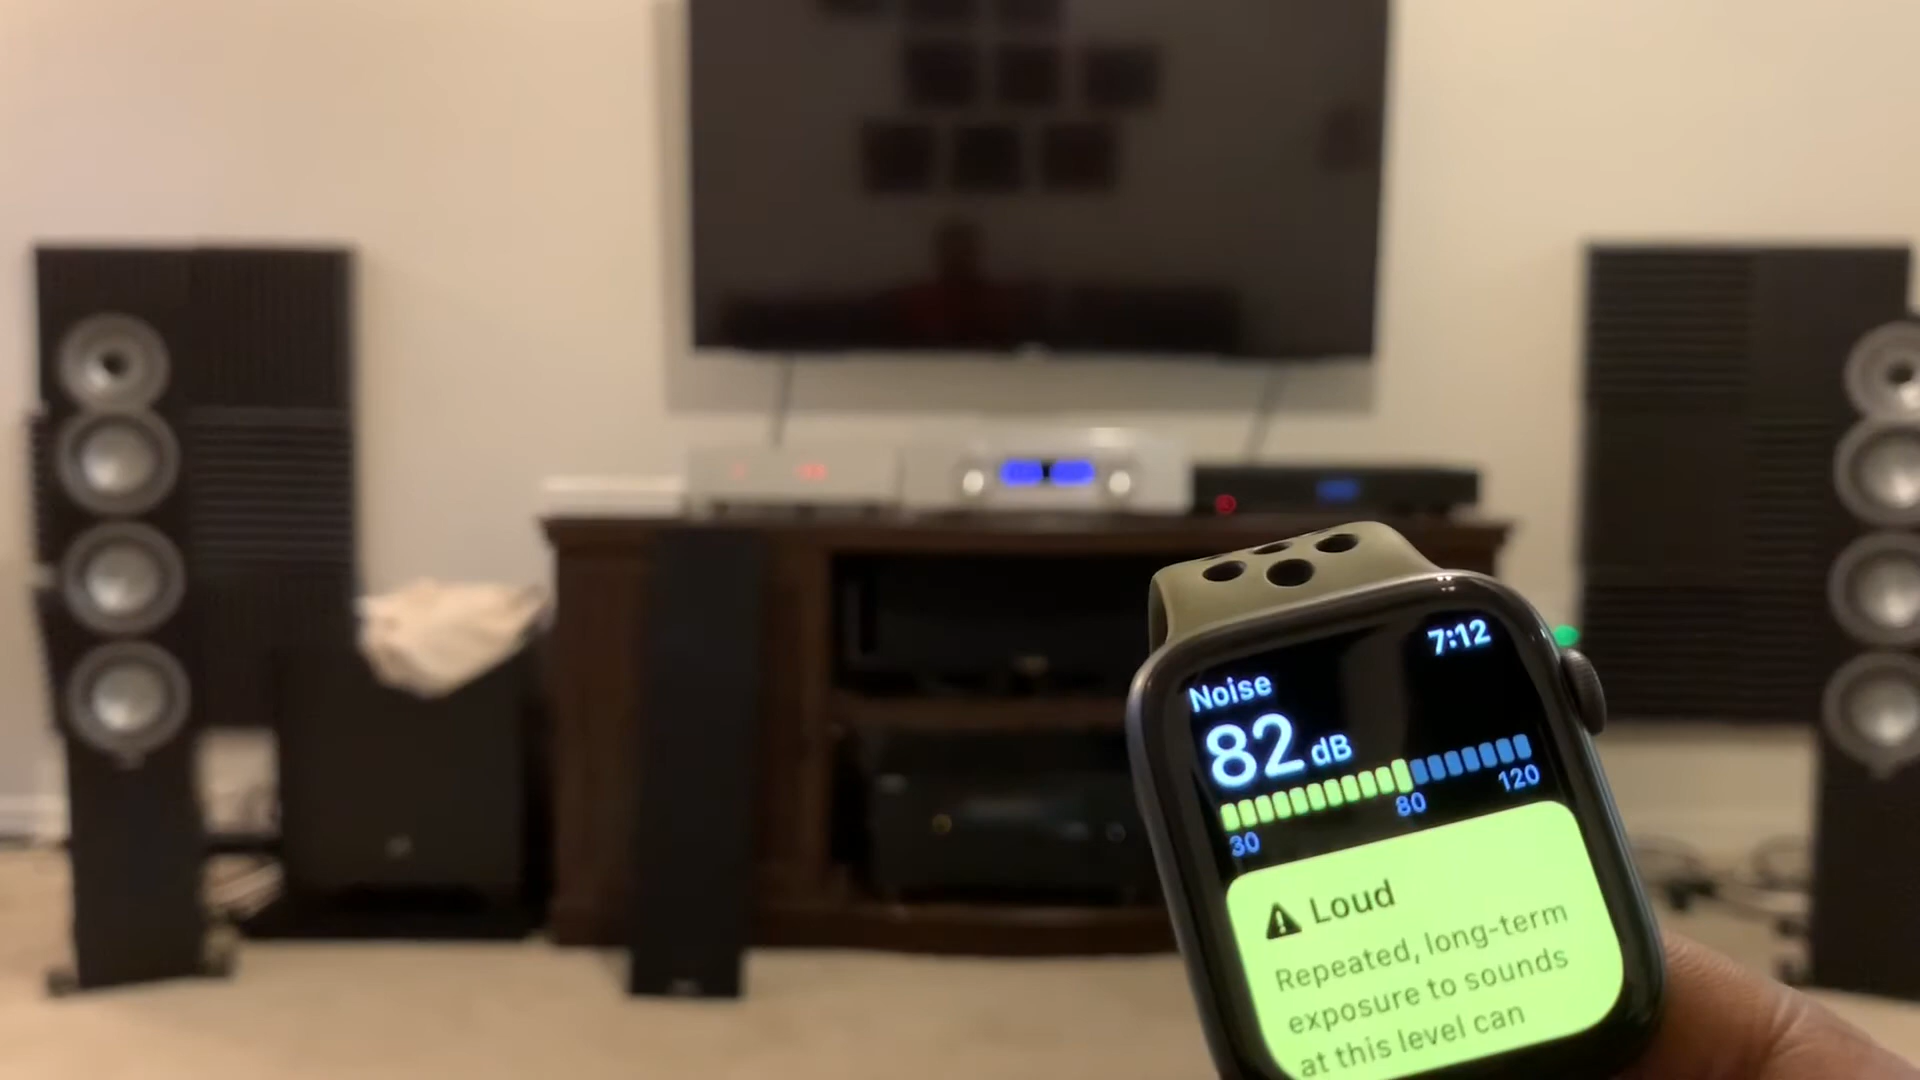 7:12
Noise
82 dB
30 80 120
Loud
Repeated, long-term
exposure to sounds
at this level can